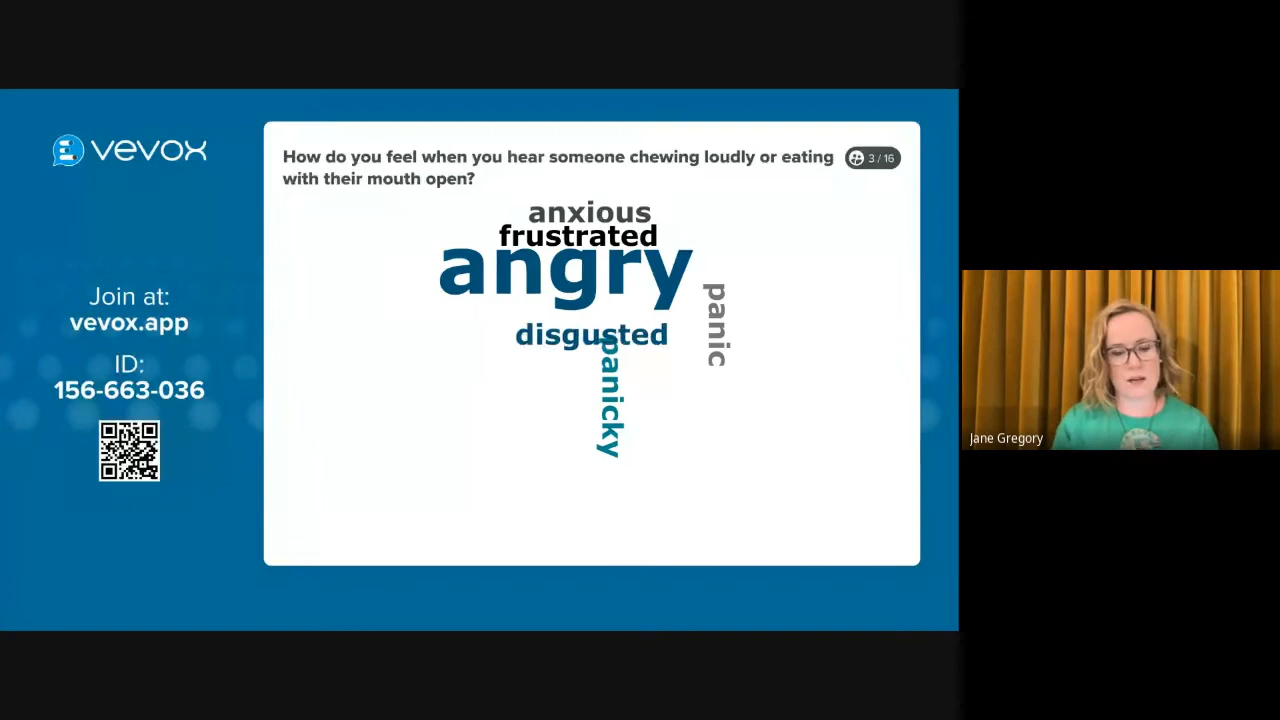 vevox
Join at:
vevox.app
ID:
156-663-036
How do you feel when you hear someone chewing loudly or eating
with their mouth open?
3 / 16
anxious
frustrated
angry
panic
disgusted
panicky
Jane Gregory